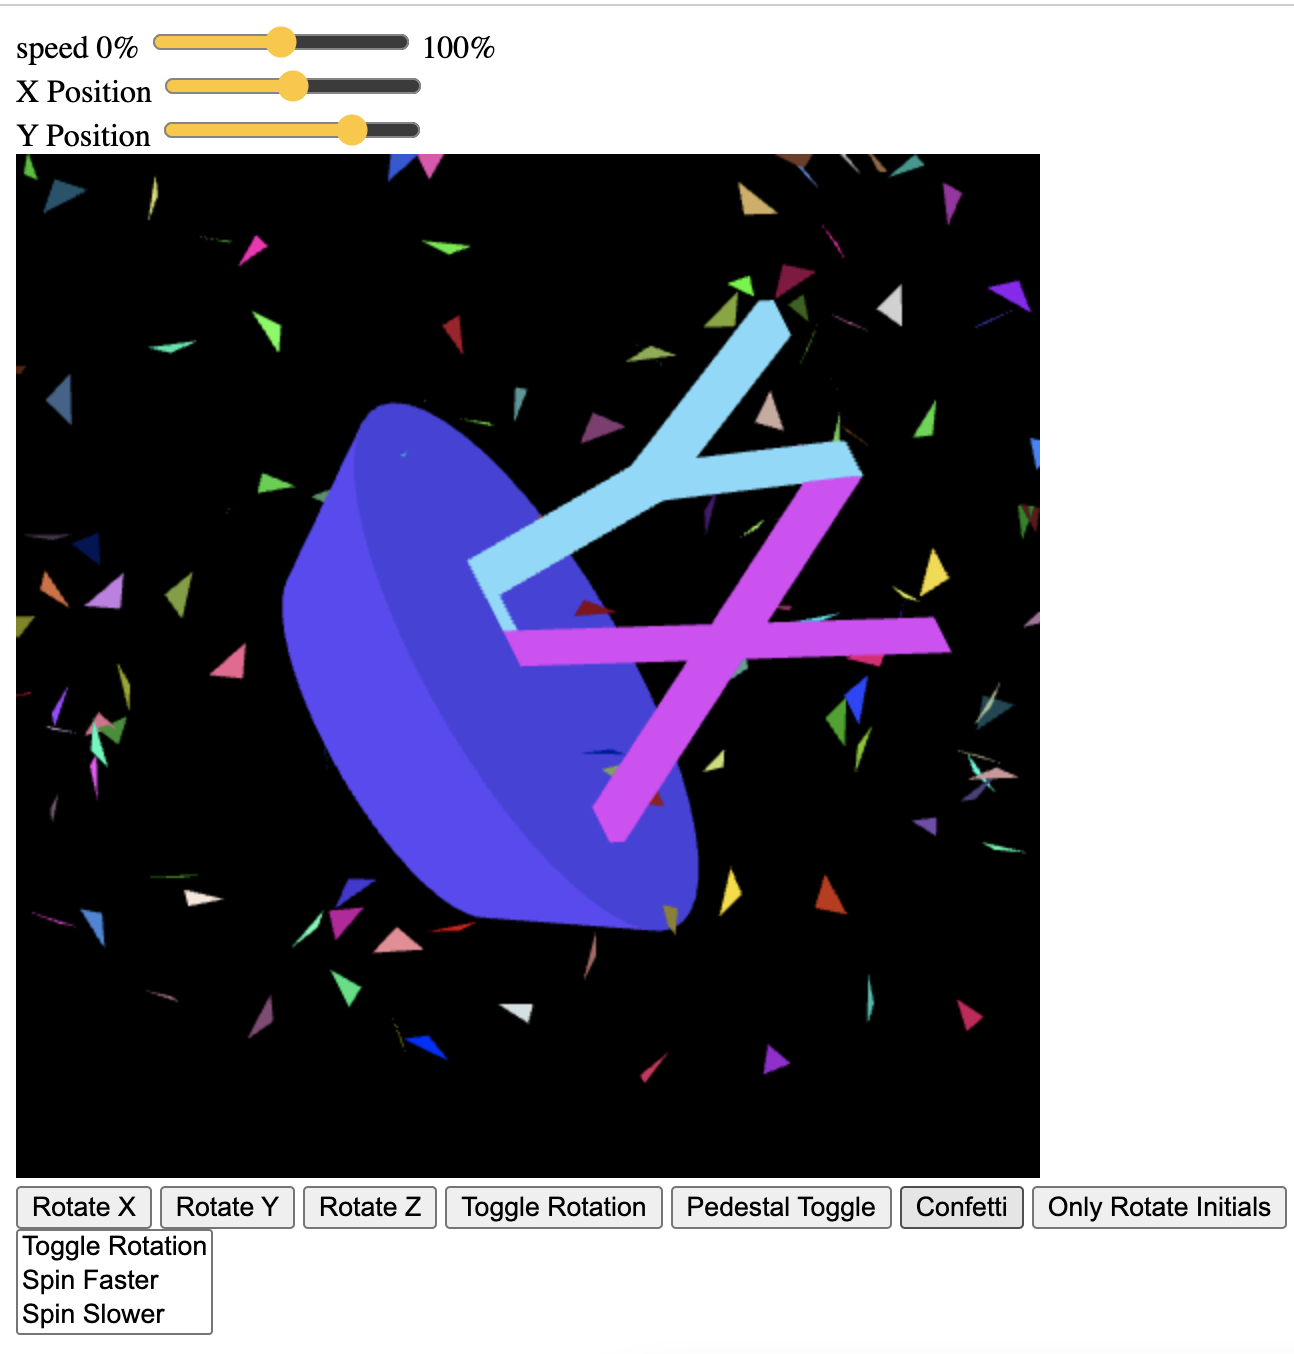 speed 0% 100%
X Position
Y Position
Y X
Rotate X Rotate Y Rotate Z Toggle Rotation Pedestal Toggle Confetti Only Rotate Initials
Toggle Rotation
Spin Faster
Spin Slower